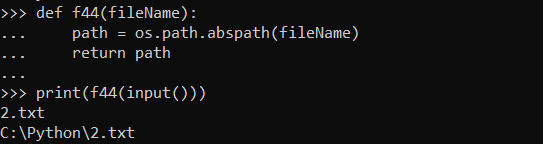 >>> def f44(fileName):
...     path = os.path.abspath(fileName)
...     return path
...
>>> print(f44(input()))
2.txt
C:\Python\2.txt